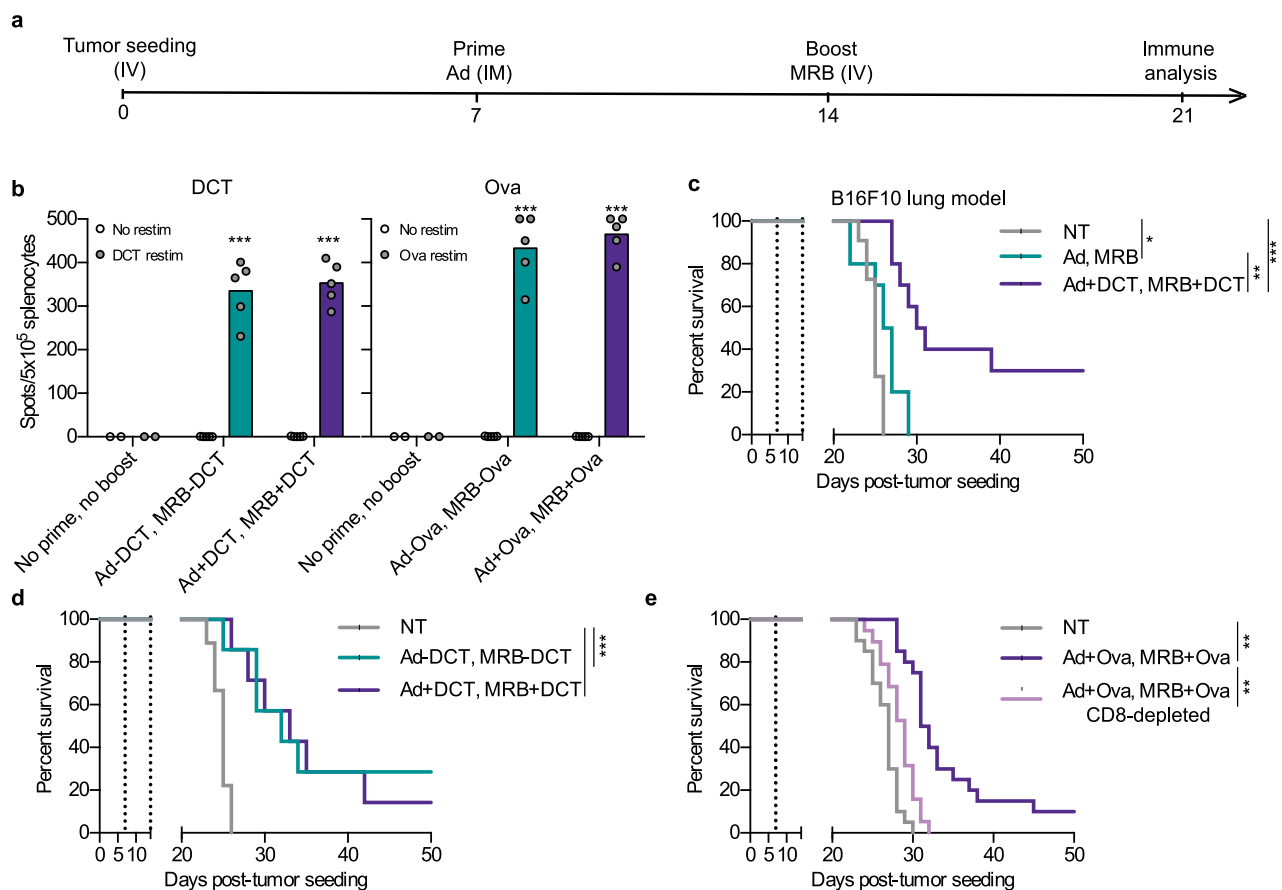 a
Tumor seeding
(IV)
Prime
Ad (IM)
Boost
MRB (IV)
Immune
analysis
0
7
14
21
b
DCT
Ova
Spots/5x10⁵ splenocytes
500
400
300
200
100
0
No restim
DCT restim
No restim
Ova restim
***
***
***
***
No prime, no boost
Ad-DCT, MRB-DCT
Ad+DCT, MRB+DCT
No prime, no boost
Ad-Ova, MRB-Ova
Ad+Ova, MRB+Ova
c
B16F10 lung model
Percent survival
100
80
60
40
20
0
NT
Ad, MRB
Ad+DCT, MRB+DCT
*
**
***
0 5 10 20 30 40 50
Days post-tumor seeding
d
Percent survival
100
80
60
40
20
0
NT
Ad-DCT, MRB-DCT
Ad+DCT, MRB+DCT
***
0 5 10 20 30 40 50
Days post-tumor seeding
e
Percent survival
100
80
60
40
20
0
NT
Ad+Ova, MRB+Ova
Ad+Ova, MRB+Ova
CD8-depleted
**
**
0 5 10 20 30 40 50
Days post-tumor seeding